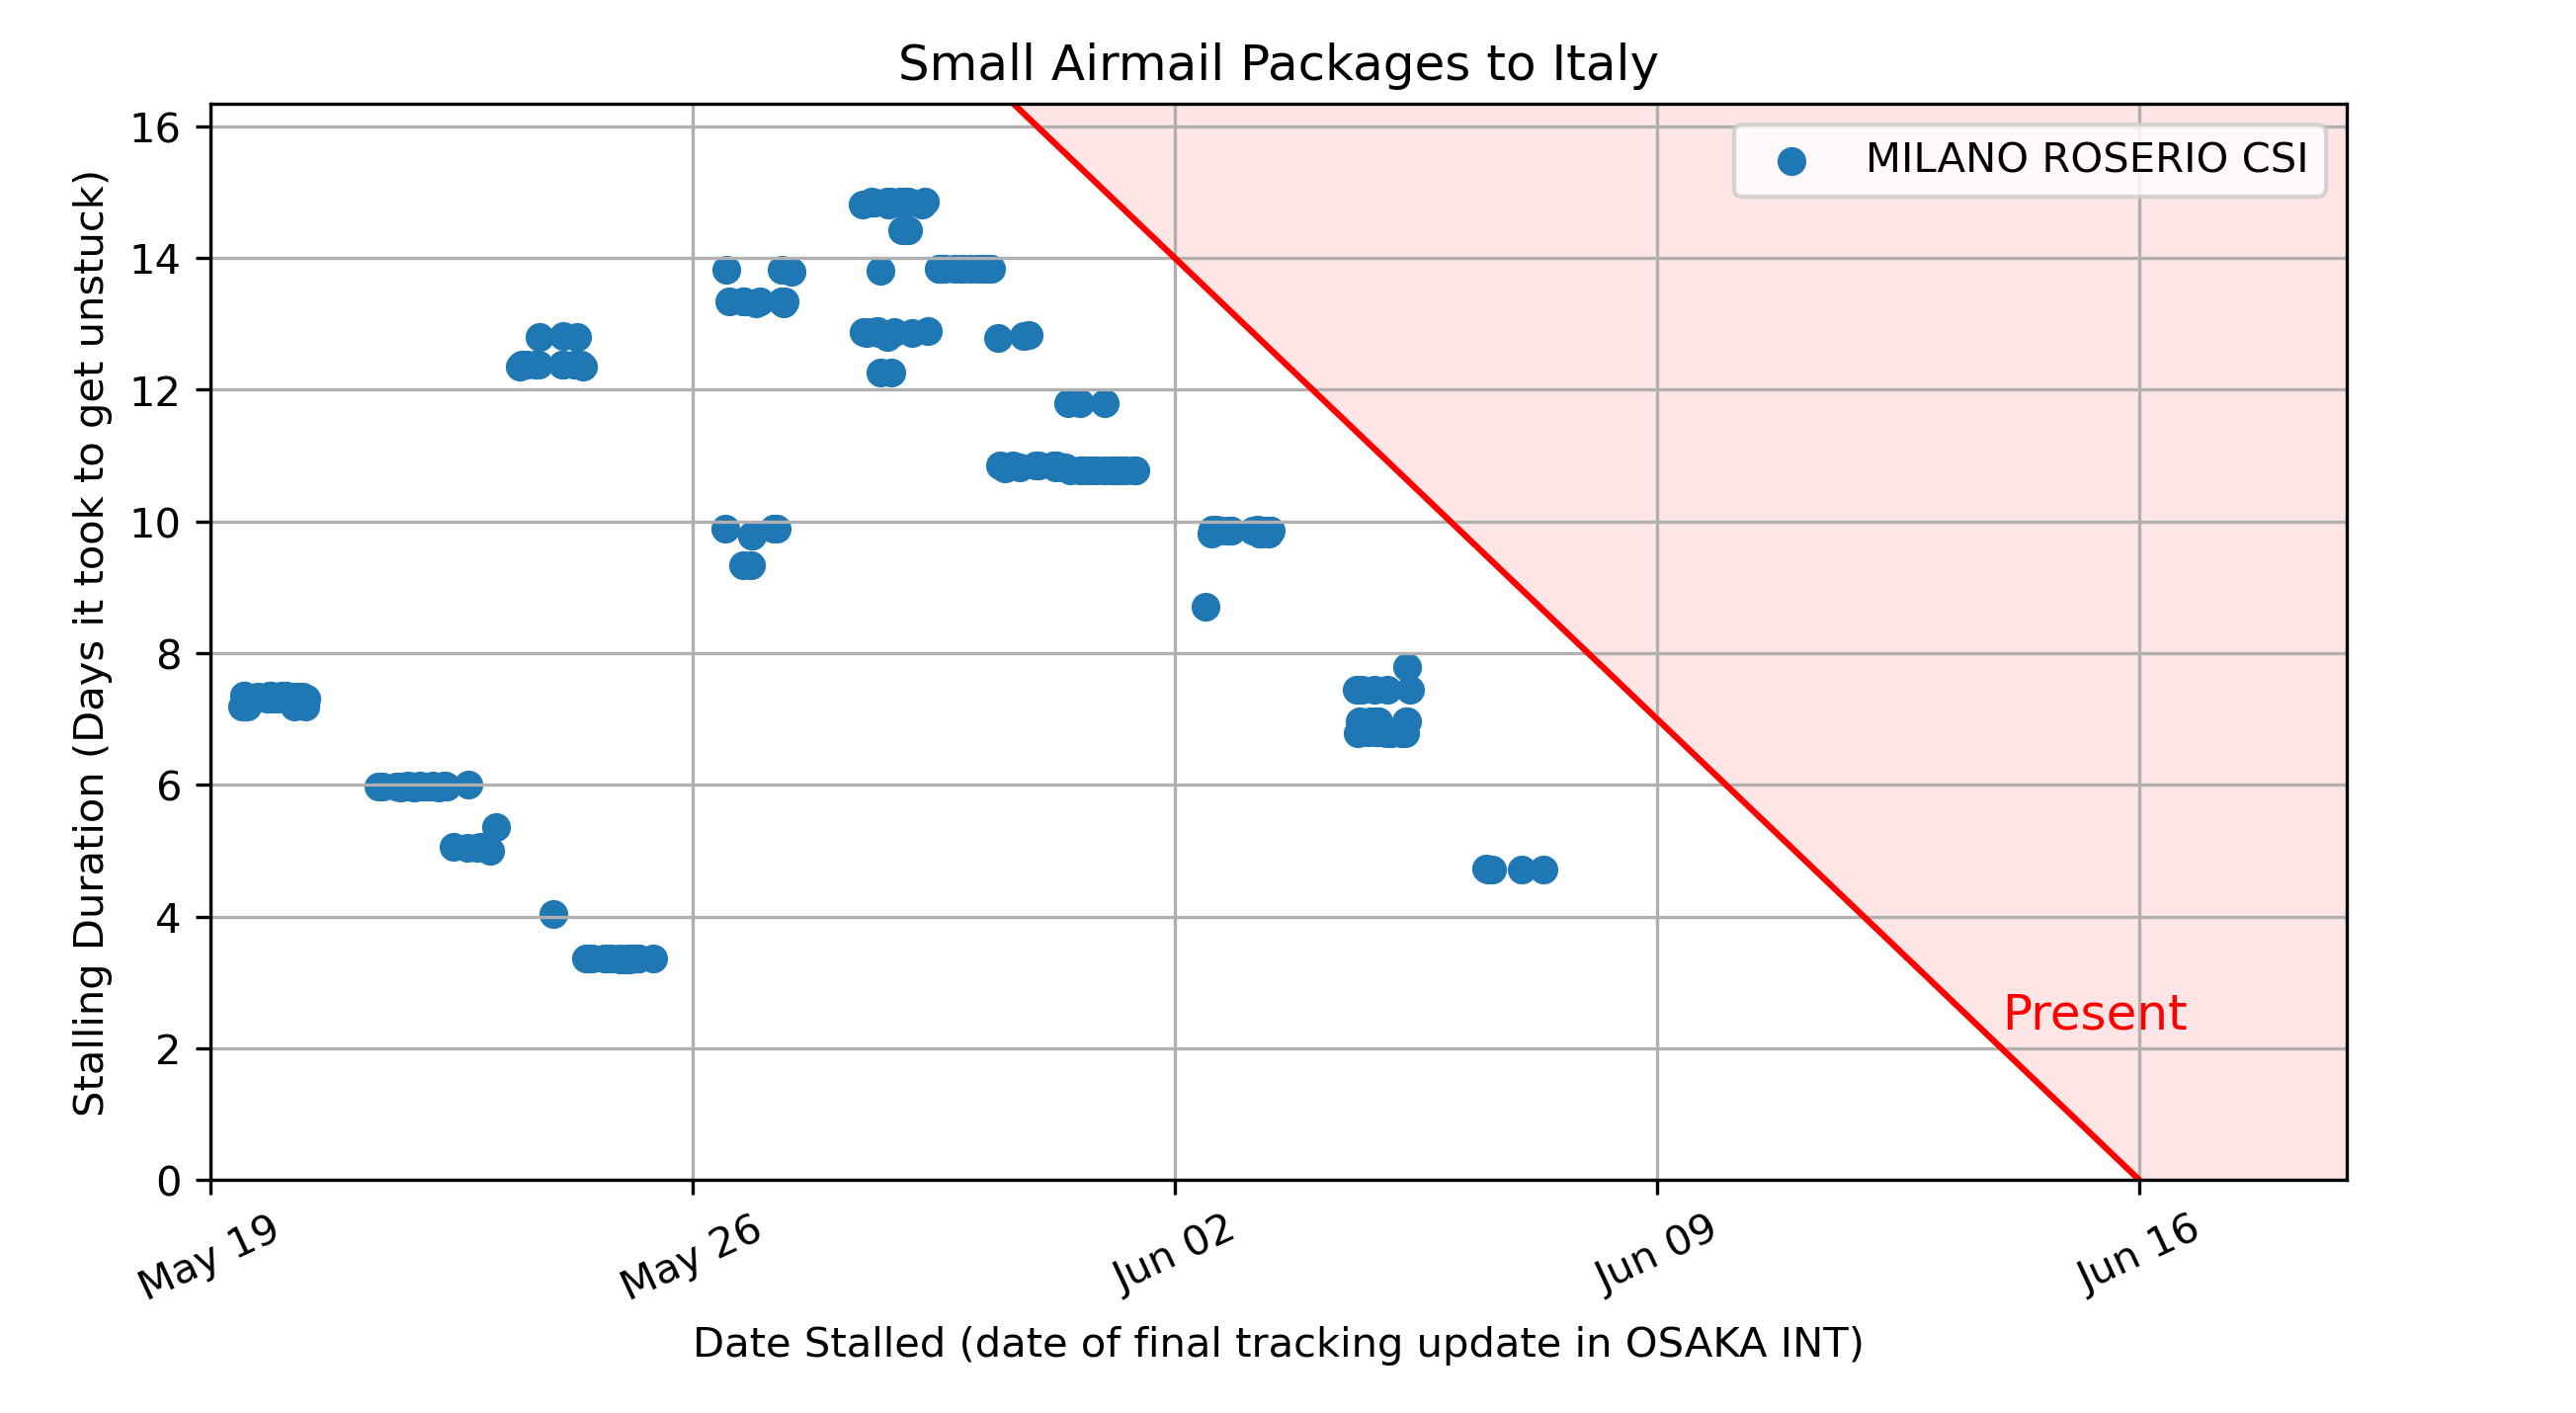 Small Airmail Packages to Italy
MILANO ROSERIO CSI
Stalling Duration (Days it took to get unstuck)
16
14
12
10
8
6
4
2
0
Present
May 19
May 26
Jun 02
Jun 09
Jun 16
Date Stalled (date of final tracking update in OSAKA INT)